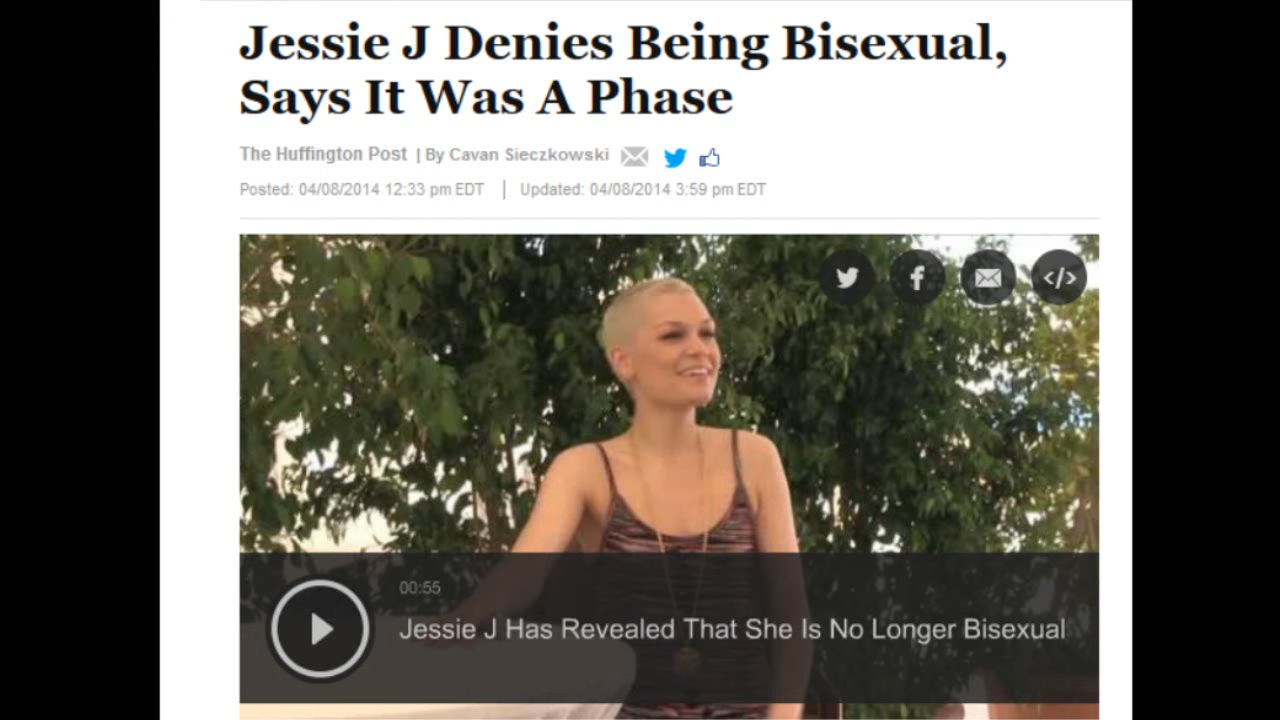 Jessie J Denies Being Bisexual,
Says It Was A Phase
The Huffington Post | By Cavan Sieczkowski
Posted: 04/08/2014 12:33 pm EDT | Updated: 04/08/2014 3:59 pm EDT
f </>
00:55
Jessie J Has Revealed That She Is No Longer Bisexual